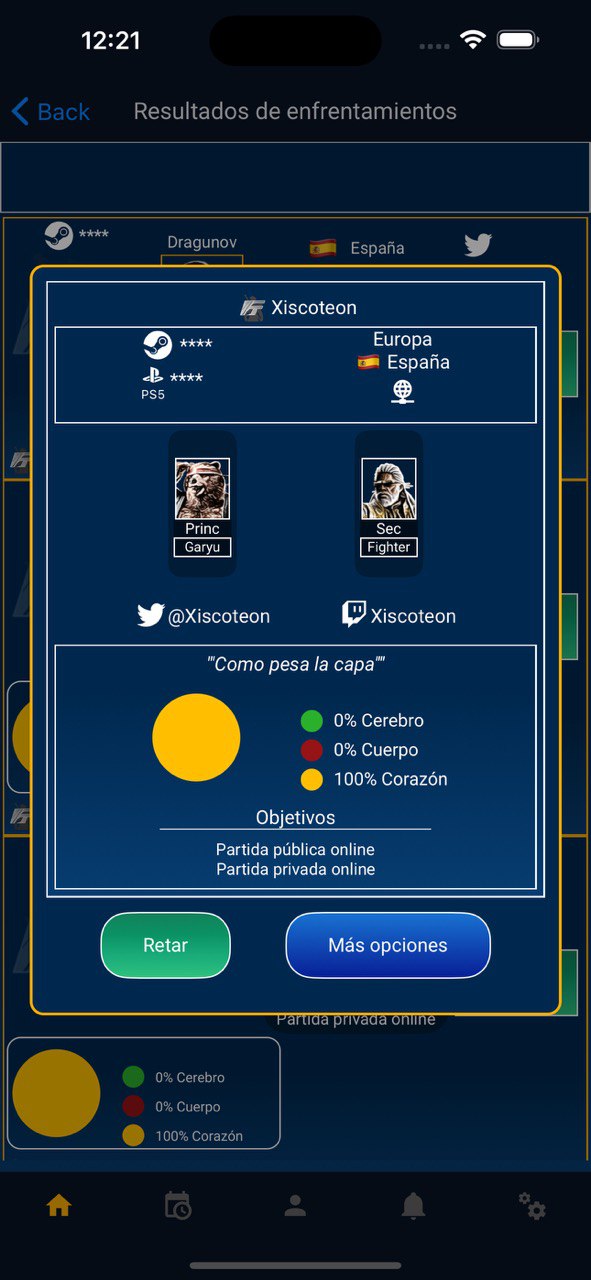 12:21
Back
Resultados de enfrentamientos
****
Dragunov
España
Xiscoteon
****
Europa
****
España
PS5
Princ
Sec
Garyu
Fighter
@Xiscoteon
Xiscoteon
"'Como pesa la capa'"
0% Cerebro
0% Cuerpo
100% Corazón
Objetivos
Partida pública online
Partida privada online
Retar
Más opciones
Partida privada online
0% Cerebro
0% Cuerpo
100% Corazón